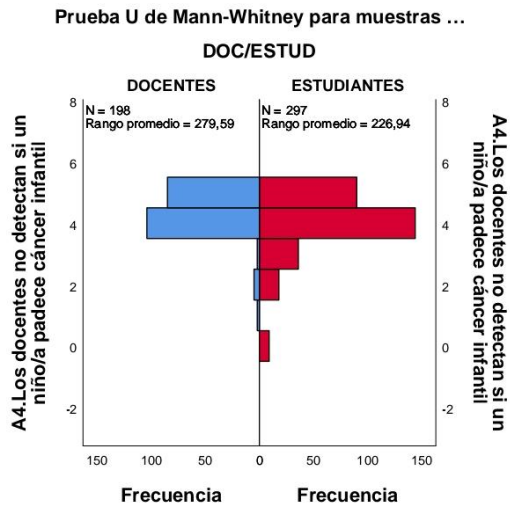 Prueba U de Mann-Whitney para muestras …
DOC/ESTUD
DOCENTES
ESTUDIANTES
N = 198
Rango promedio = 279,59
N = 297
Rango promedio = 226,94
A4.Los docentes no detectan si un
niño/a padece cáncer infantil
8
6
4
2
0
-2
8
6
4
2
0
-2
A4.Los docentes no detectan si un
niño/a padece cáncer infantil
150 100 50 0 50 100 150
Frecuencia
Frecuencia